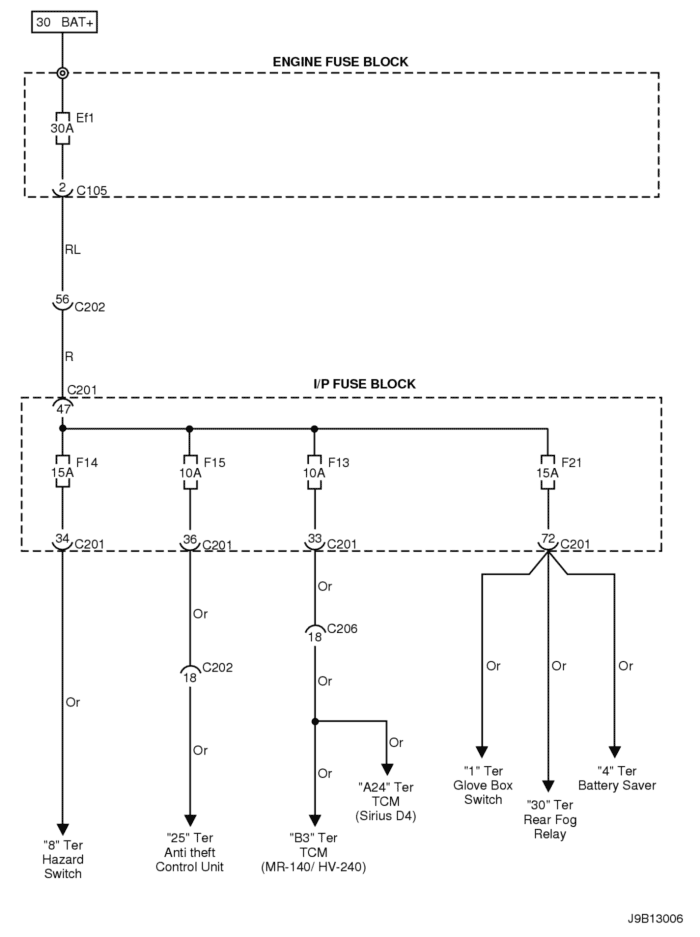 30 BAT+
ENGINE FUSE BLOCK
Ef1
30A
2 C105
RL
56 C202
R
C201
I/P FUSE BLOCK
47
F14 F15 F13 F21
15A 10A 10A 15A
34 C201 36 C201 33 C201 72 C201
Or
Or
C206
18
C202
18
Or
Or Or Or
Or
Or
Or
Or
"1" Ter
Glove Box
Switch
"4" Ter
Battery Saver
"A24" Ter
TCM
(Sirius D4)
"30" Ter
Rear Fog
Relay
"8" Ter
Hazard
Switch
"25" Ter
Anti theft
Control Unit
"B3" Ter
TCM
(MR-140/ HV-240)
J9B13006